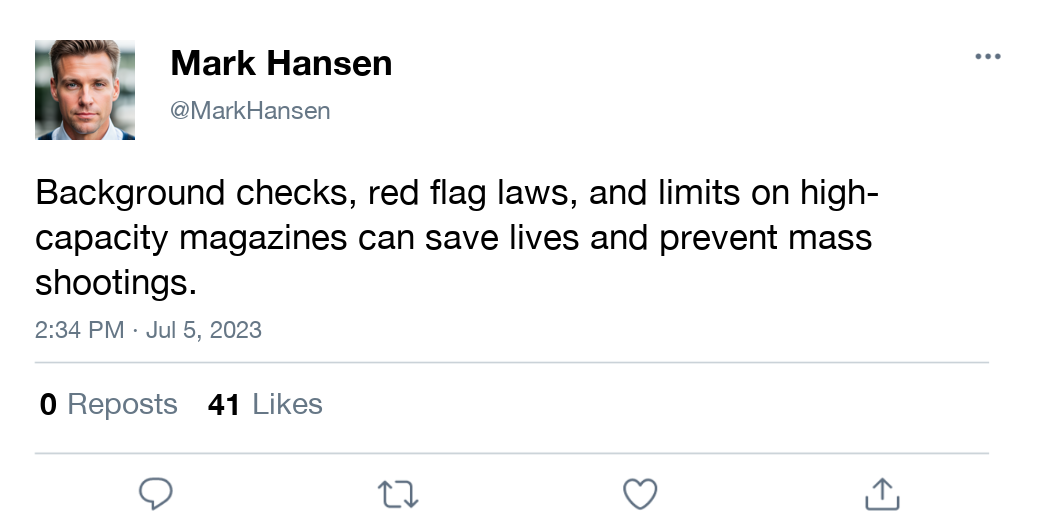 Mark Hansen
@MarkHansen
Background checks, red flag laws, and limits on high-
capacity magazines can save lives and prevent mass
shootings.
2:34 PM · Jul 5, 2023
0 Reposts 41 Likes